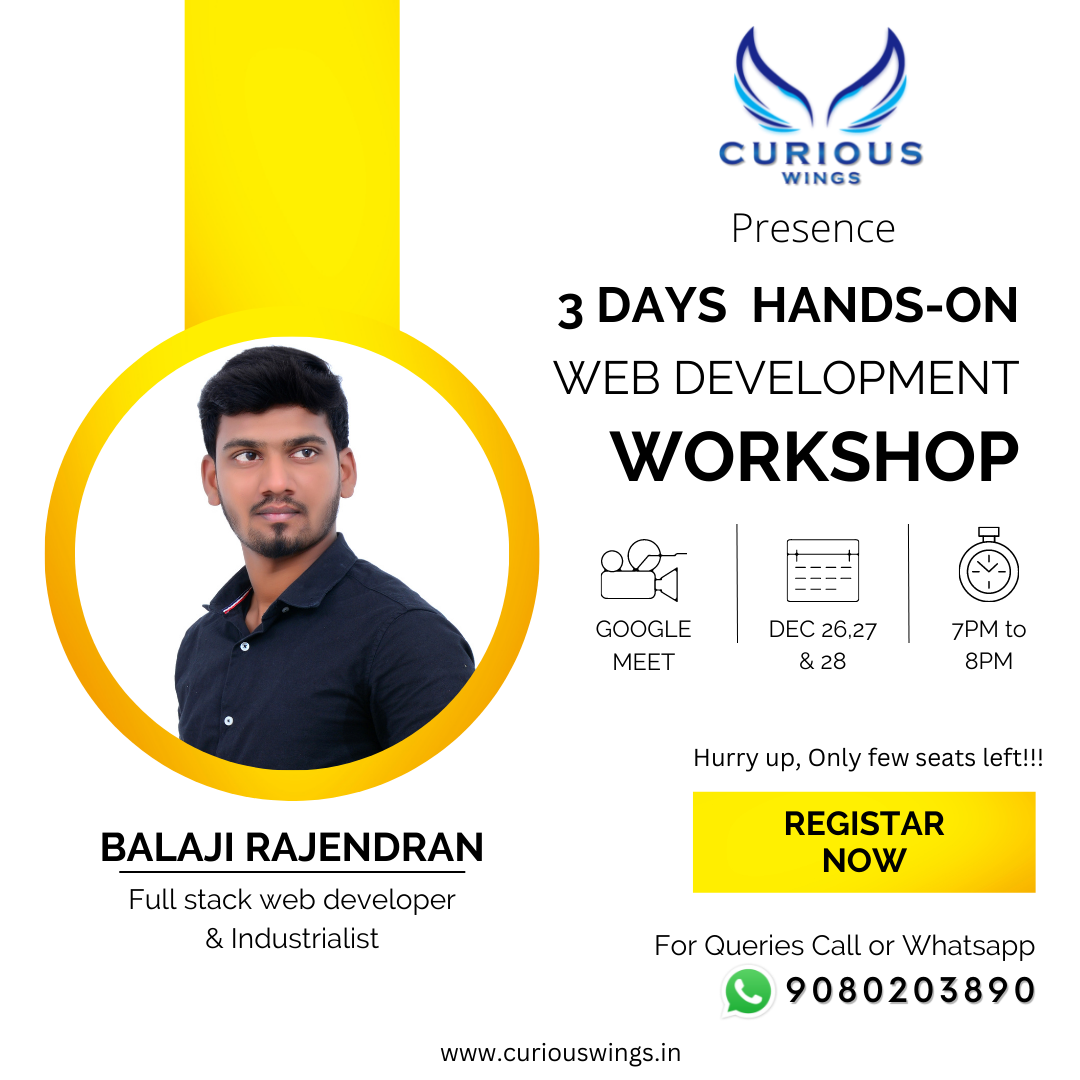 CURIOUS
WINGS
Presence
3 DAYS HANDS-ON
WEB DEVELOPMENT
WORKSHOP
GOOGLE
MEET
DEC 26,27
& 28
7PM to
8PM
Hurry up, Only few seats left!!!
REGISTAR
NOW
BALAJI RAJENDRAN
Full stack web developer
& Industrialist
For Queries Call or Whatsapp
9080203890
www.curiouswings.in